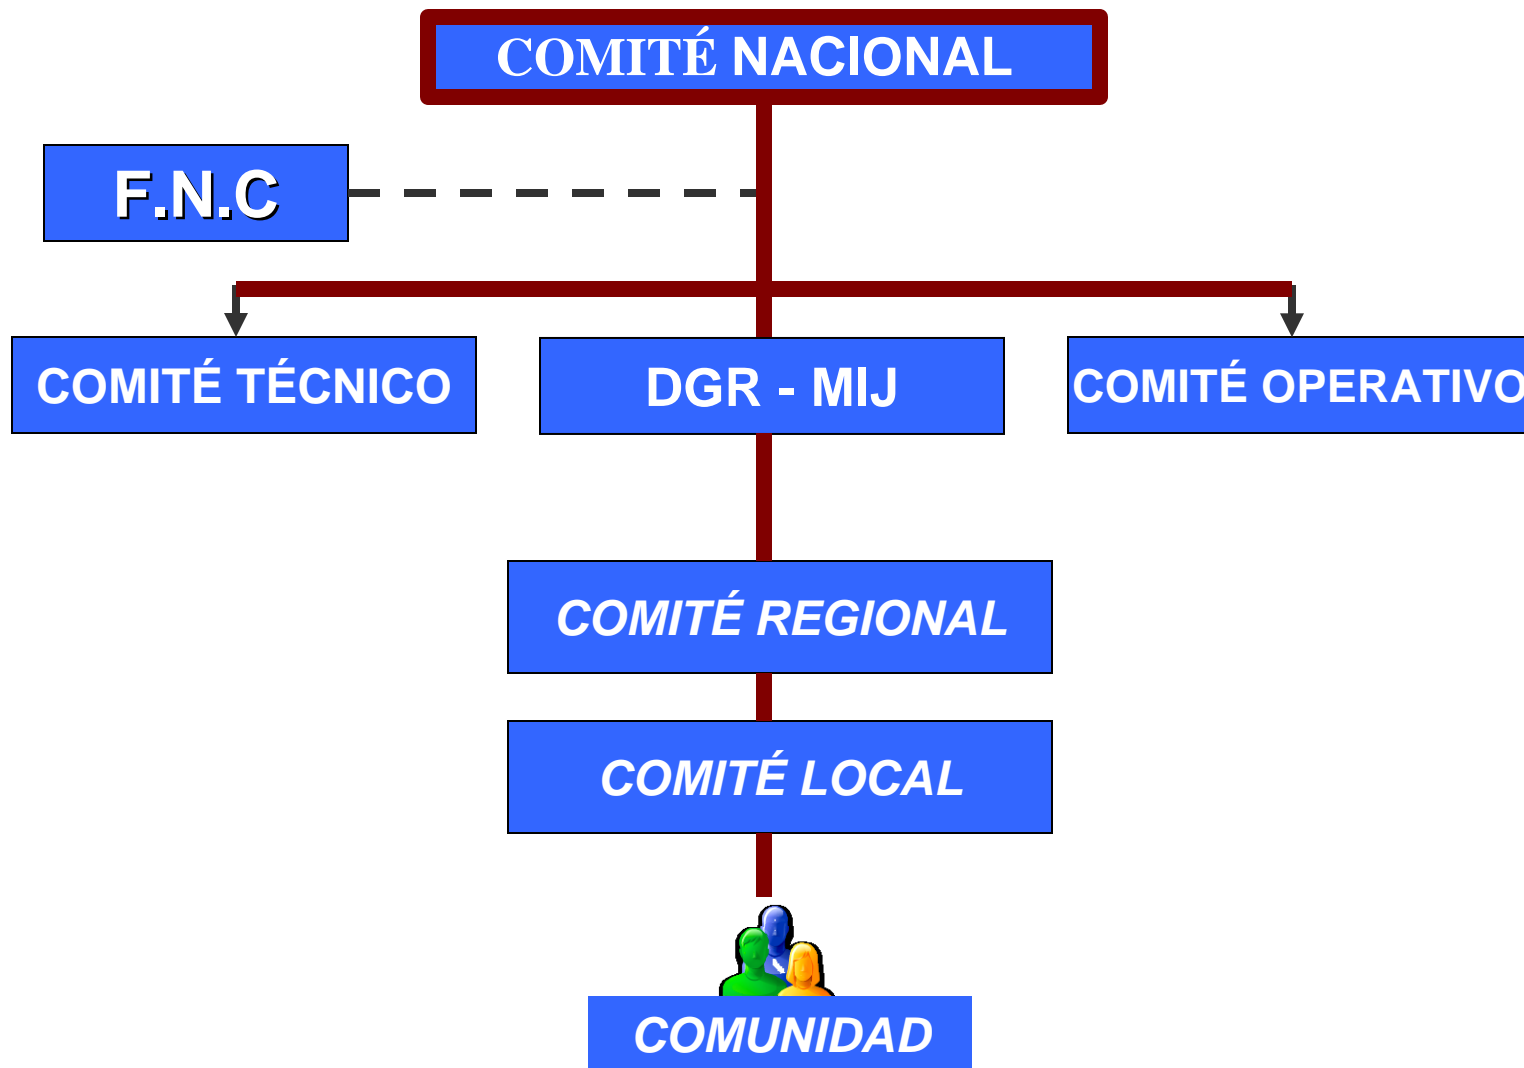 COMITÉ NACIONAL
F.N.C
COMITÉ TÉCNICO
DGR - MIJ
COMITÉ OPERATIVO
COMITÉ REGIONAL
COMITÉ LOCAL
COMUNIDAD